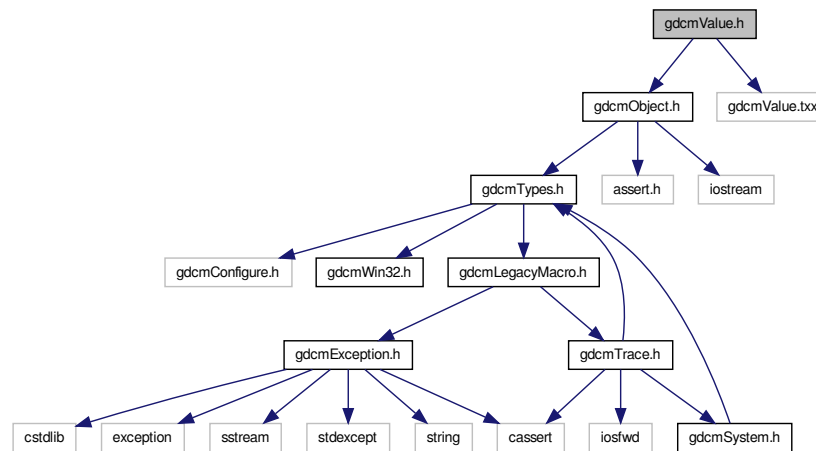 gdcmValue.h
gdcmObject.h
gdcmValue.txx
gdcmTypes.h
assert.h
iostream
gdcmConfigure.h
gdcmWin32.h
gdcmLegacyMacro.h
gdcmException.h
gdcmTrace.h
cstdlib
exception
sstream
stdexcept
string
cassert
iosfwd
gdcmSystem.h